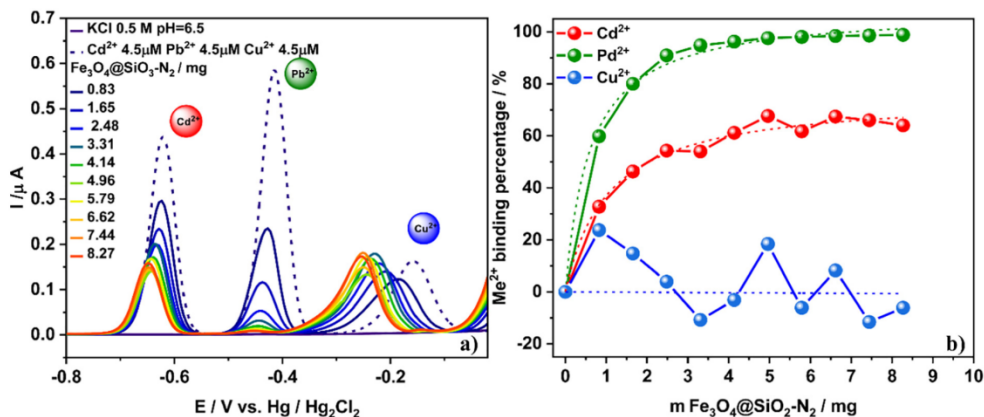 KCl 0.5 M pH=6.5
Cd²⁺ 4.5μM Pb²⁺ 4.5μM Cu²⁺ 4.5μM
Fe₃O₄@SiO₃-N₂ / mg
0.83
1.65
2.48
3.31
4.14
4.96
5.79
6.62
7.44
8.27
Cd²⁺
Pb²⁺
Cu²⁺
0.7
0.6
0.5
0.4
0.3
0.2
0.1
0.0
I /μ A
-0.8
-0.6
-0.4
-0.2
E / V vs. Hg / Hg₂Cl₂
a)
Cd²⁺
Pd²⁺
Cu²⁺
100
80
60
40
20
0
-20
Me²⁺ binding percentage / %
0 1 2 3 4 5 6 7 8 9 10
m Fe₃O₄@SiO₂-N₂ / mg
b)